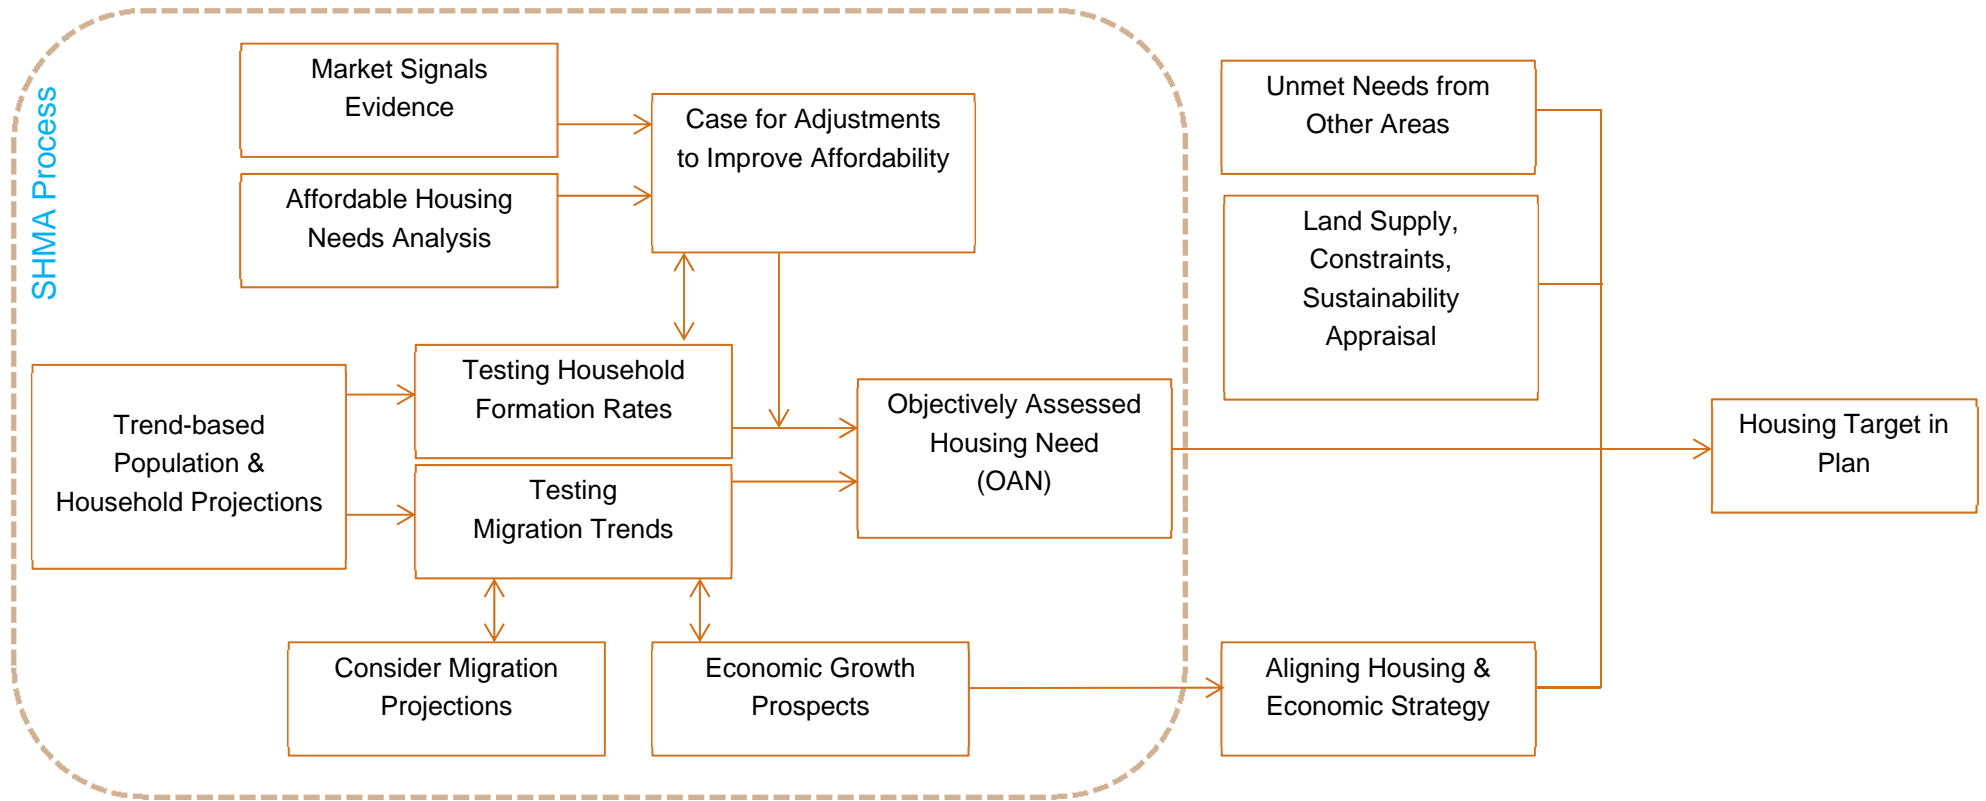 SHMA Process
Market Signals
Evidence
Affordable Housing
Needs Analysis
Case for Adjustments
to Improve Affordability
Trend-based
Population &
Household Projections
Testing Household
Formation Rates
Testing
Migration Trends
Consider Migration
Projections
Economic Growth
Prospects
Objectively Assessed
Housing Need
(OAN)
Unmet Needs from
Other Areas
Land Supply,
Constraints,
Sustainability
Appraisal
Aligning Housing &
Economic Strategy
Housing Target in
Plan